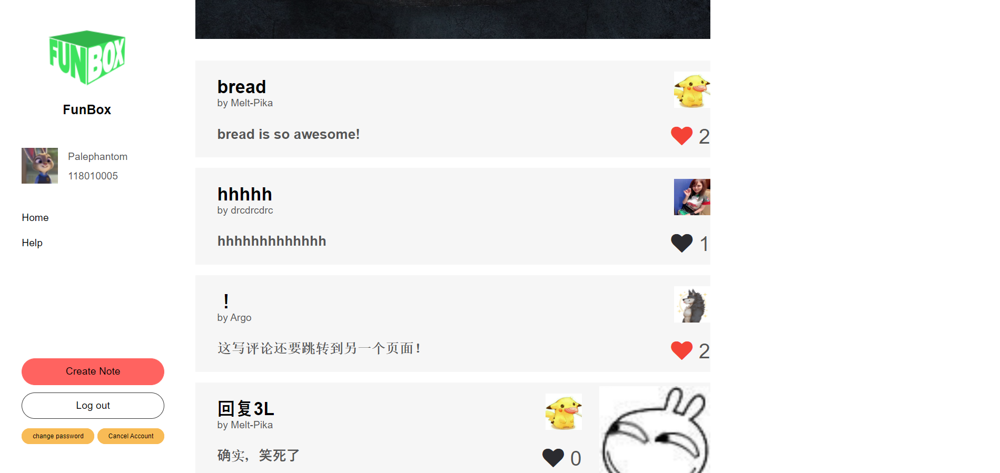 FUNBOX
FunBox
Palephantom
118010005
Home
Help
Create Note
Log out
change password
Cancel Account
bread
by Melt-Pika
bread is so awesome!
2
hhhhh
by drcdrcdrc
hhhhhhhhhhhhh
1
！
by Argo
这写评论还要跳转到另一个页面！
2
回复3L
by Melt-Pika
确实，笑死了
0